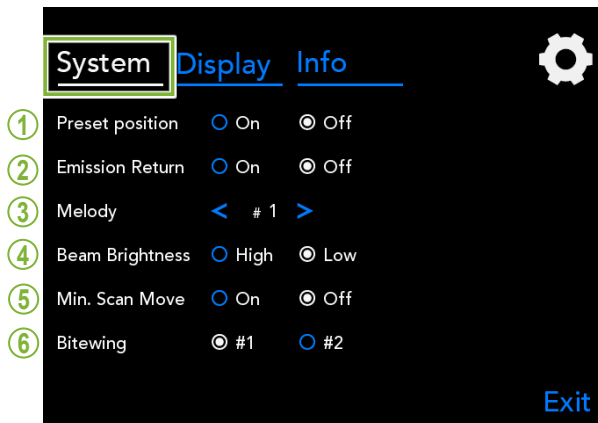 System Display Info
① Preset position On Off
② Emission Return On Off
③ Melody < # 1 >
④ Beam Brightness High Low
⑤ Min. Scan Move On Off
⑥ Bitewing #1 #2
Exit